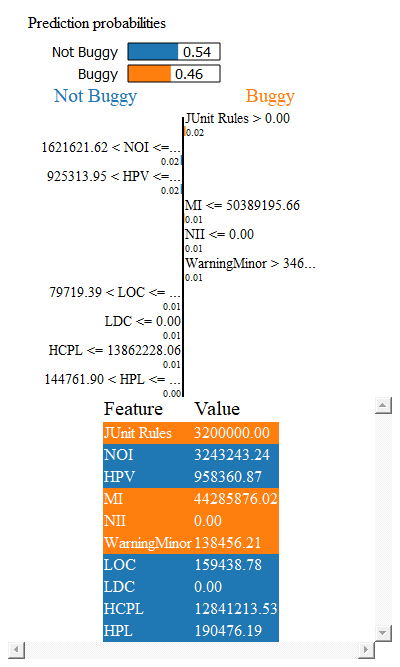 Prediction probabilities
Not Buggy 0.54
Buggy 0.46
Not Buggy Buggy
JUnit Rules > 0.00
0.02
1621621.62 < NOI <=...
0.02
925313.95 < HPV <=...
0.02
MI <= 50389195.66
0.01
NII <= 0.00
0.01
WarningMinor > 346...
0.01
79719.39 < LOC <= ...
0.01
LDC <= 0.00
0.01
HCPL <= 13862228.06
0.01
144761.90 < HPL <= ...
0.00
Feature Value
JUnit Rules 3200000.00
NOI 3243243.24
HPV 958360.87
MI 44285876.02
NII 0.00
WarningMinor 138456.21
LOC 159438.78
LDC 0.00
HCPL 12841213.53
HPL 190476.19